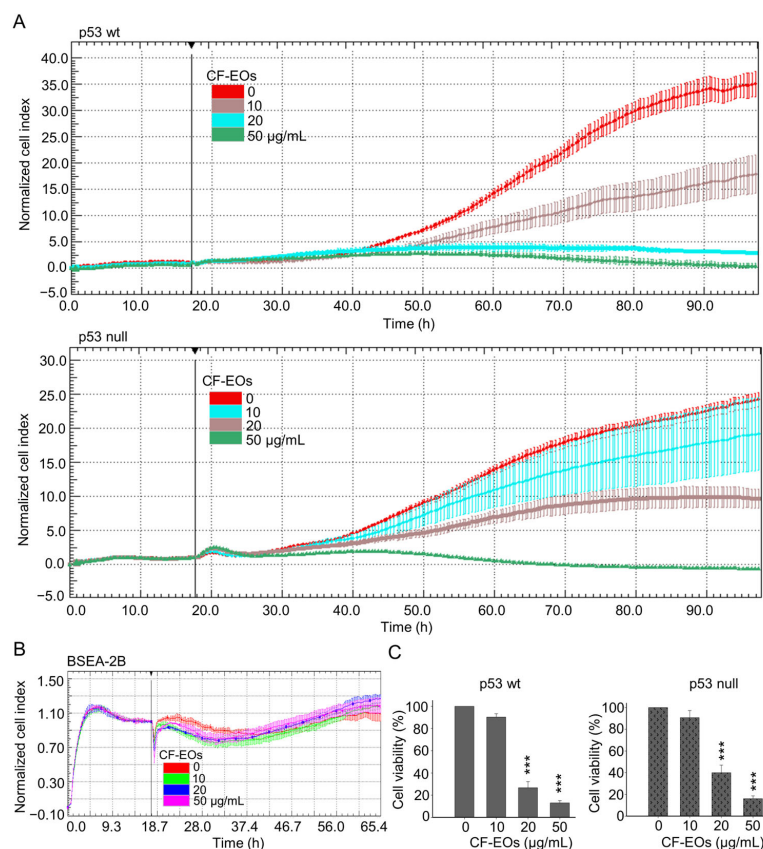 A
p53 wt
40.0
35.0
30.0
25.0
20.0
15.0
10.0
5.0
0.0
−5.0
Normalized cell index
CF-EOs
0
10
20
50 µg/mL
0.0 10.0 20.0 30.0 40.0 50.0 60.0 70.0 80.0 90.0
Time (h)
p53 null
30.0
25.0
20.0
15.0
10.0
5.0
0.0
−5.0
Normalized cell index
CF-EOs
0
10
20
50 µg/mL
0.0 10.0 20.0 30.0 40.0 50.0 60.0 70.0 80.0 90.0
Time (h)
B
BSEA-2B
1.50
1.10
0.70
0.30
−0.10
Normalized cell index
CF-EOs
0
10
20
50 µg/mL
0.0 9.3 18.7 28.0 37.4 46.7 56.0 65.4
Time (h)
C
p53 wt
100
80
60
40
20
0
Cell viability (%)
***
***
0 10 20 50
CF-EOs (µg/mL)
p53 null
100
80
60
40
20
0
Cell viability (%)
***
***
0 10 20 50
CF-EOs (µg/mL)